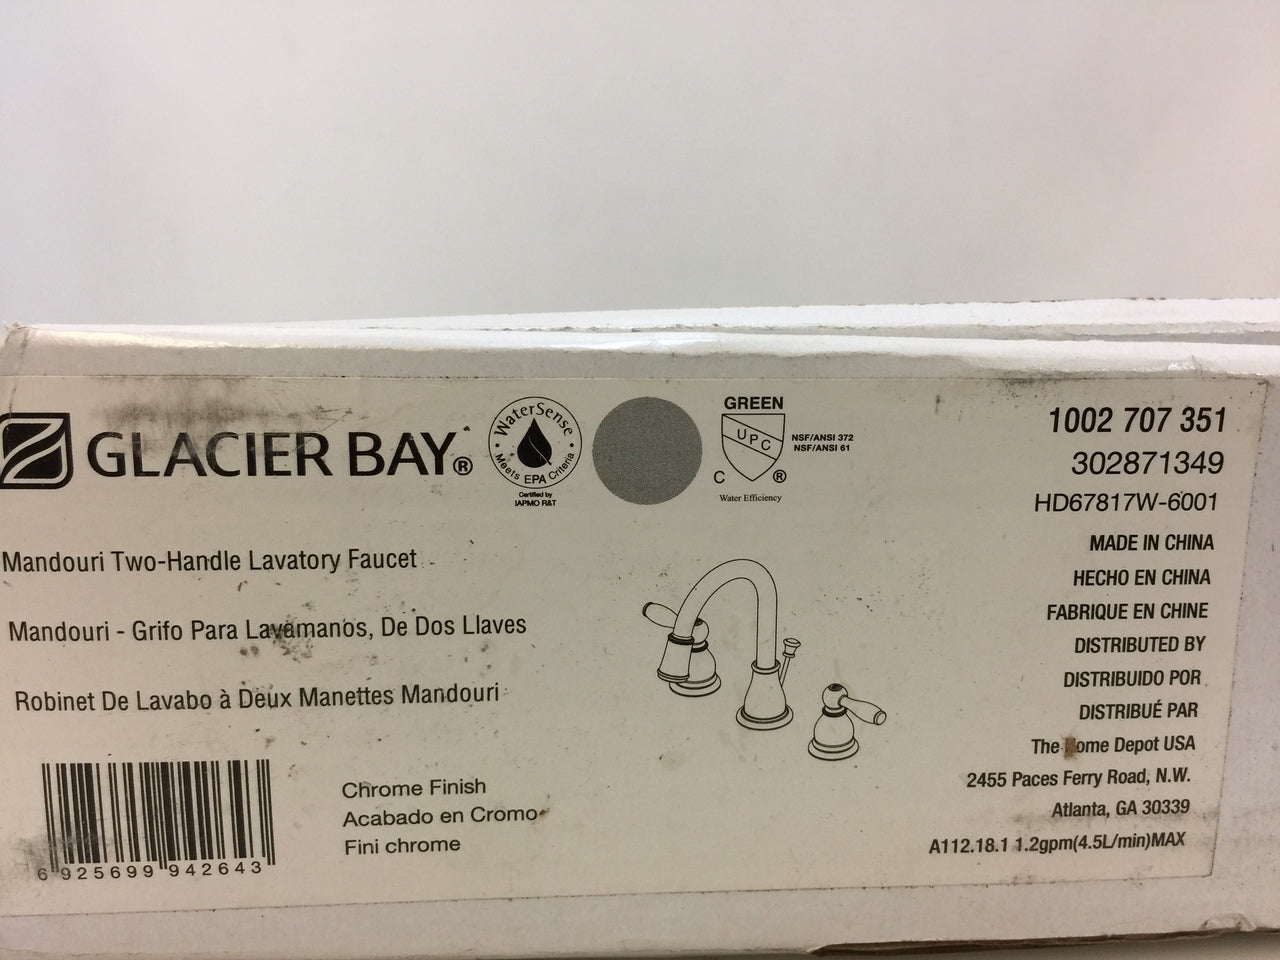 GLACIER BAY®
WaterSense
Meets EPA Criteria
Certified by
IAPMO R&T
GREEN
UPC
C ®
Water Efficiency
NSF/ANSI 372
NSF/ANSI 61
1002 707 351
302871349
HD67817W-6001
Mandouri Two-Handle Lavatory Faucet
Mandouri - Grifo Para Lavamanos, De Dos Llaves
Robinet De Lavabo à Deux Manettes Mandouri
6 925699 942643
Chrome Finish
Acabado en Cromo
Fini chrome
MADE IN CHINA
HECHO EN CHINA
FABRIQUE EN CHINE
DISTRIBUTED BY
DISTRIBUIDO POR
DISTRIBUÉ PAR
The Home Depot USA
2455 Paces Ferry Road, N.W.
Atlanta, GA 30339
A112.18.1 1.2gpm(4.5L/min)MAX